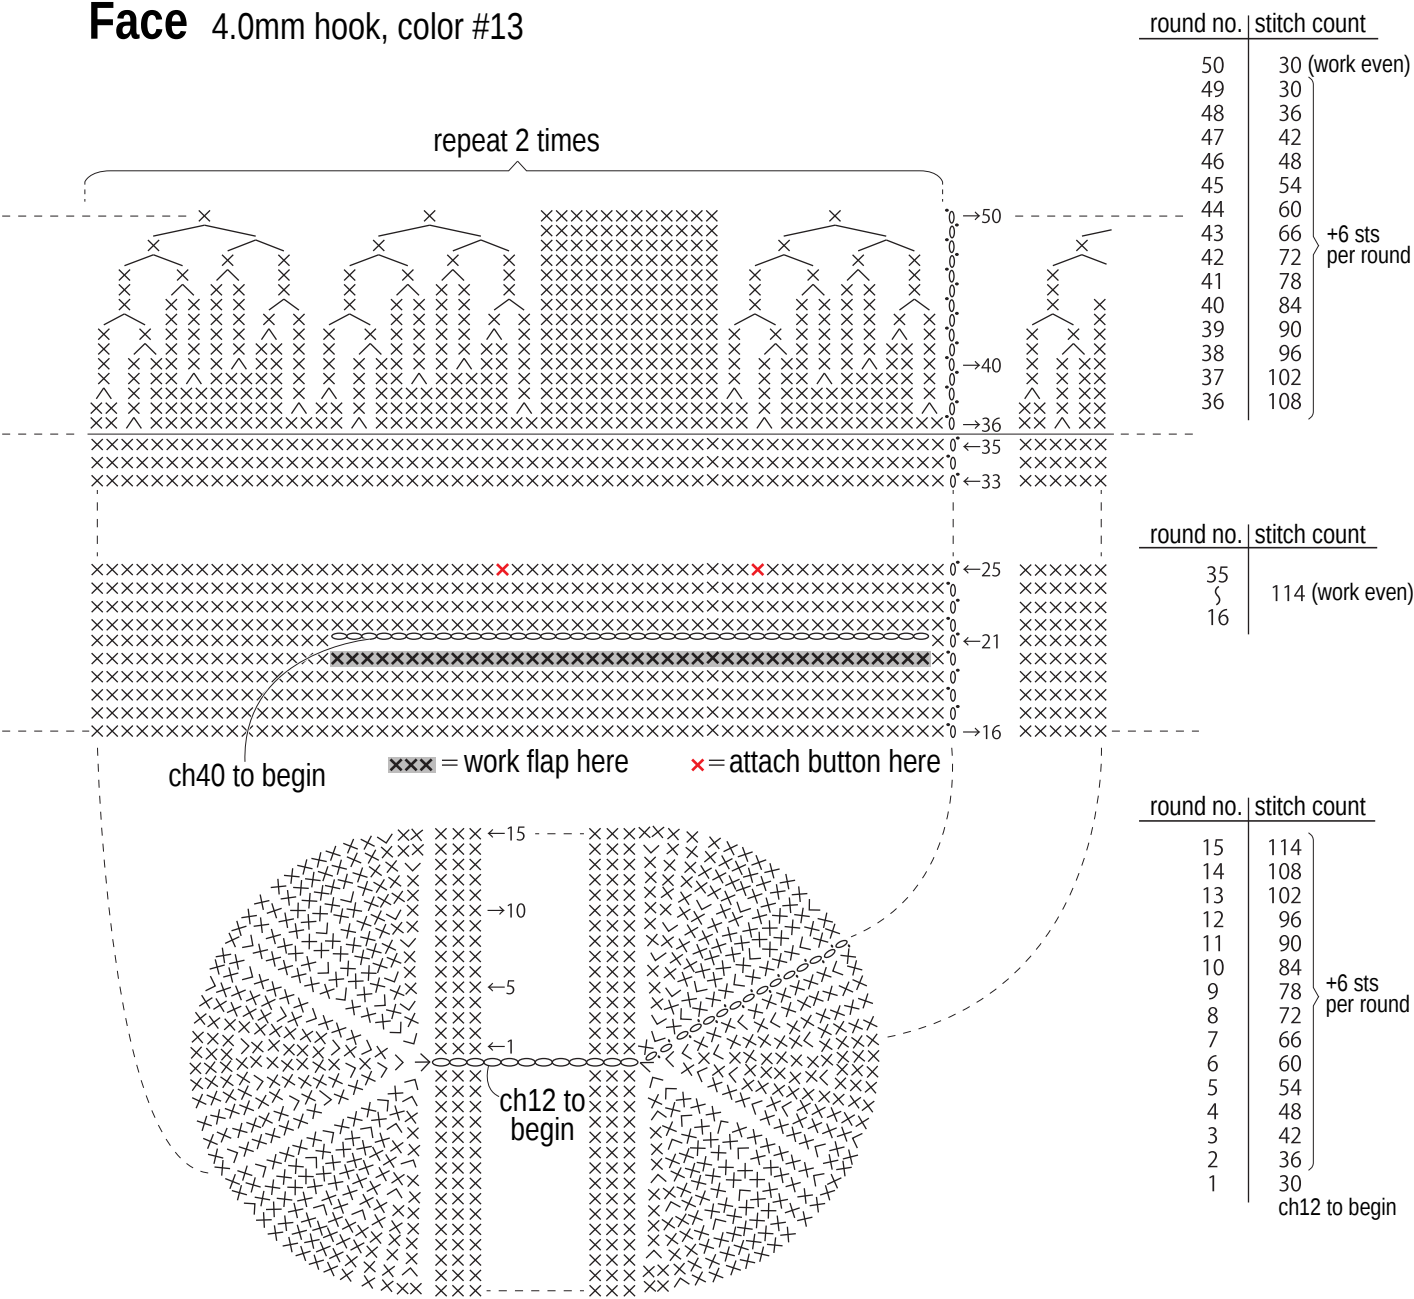 Face 4.0mm hook, color #13
repeat 2 times
→50
→40
→36
←35
←33
←25
←21
→16
ch40 to begin
= work flap here
= attach button here
←15
→10
←5
←1
ch12 to
begin
round no. stitch count
50 30 (work even)
49 30
48 36
47 42
46 48
45 54
44 60
43 66
42 72
41 78
40 84
39 90
38 96
37 102
36 108
+6 sts
per round
round no. stitch count
35
114 (work even)
16
round no. stitch count
15 114
14 108
13 102
12 96
11 90
10 84
9 78
8 72
7 66
6 60
5 54
4 48
3 42
2 36
1 30
+6 sts
per round
ch12 to begin